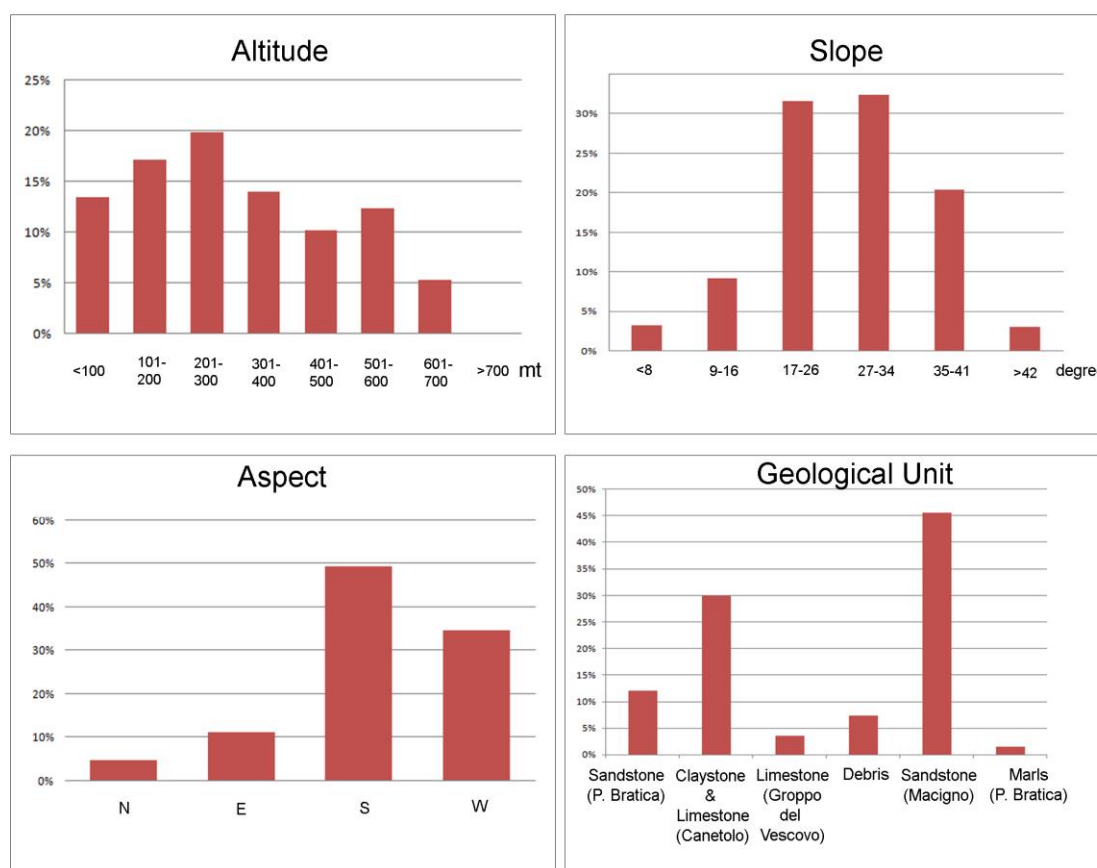 Altitude
25%
20%
15%
10%
5%
0%
<100 101-200 201-300 301-400 401-500 501-600 601-700 >700 mt
Slope
30%
20%
10%
5%
0%
<8 9-16 17-26 27-34 35-41 >42 degree
Aspect
60%
50%
40%
30%
20%
10%
0%
N E S W
Geological Unit
50%
45%
40%
35%
30%
25%
20%
15%
10%
5%
0%
Sandstone
(P. Bratica)
Claystone
&
Limestone
(Canetolo)
Limestone
(Groppo
del
Vescovo)
Debris
Sandstone
(Macigno)
Marls
(P. Bratica)